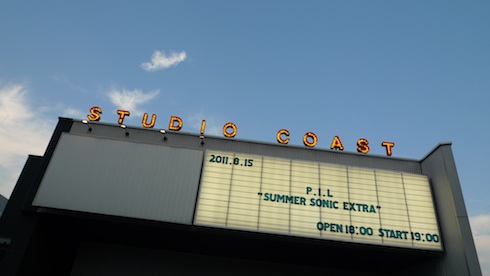 STUDIO COAST
2011.8.15
P.I.L
"SUMMER SONIC EXTRA"
OPEN 18:00 START 19:00